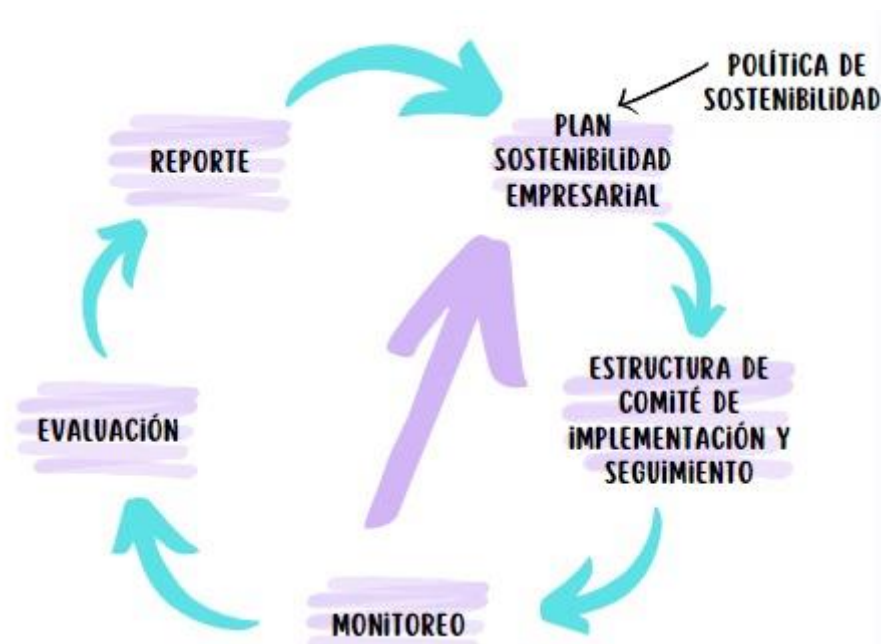 POLÍTICA DE
SOSTENIBILIDAD
PLAN
SOSTENIBILIDAD
EMPRESARIAL
REPORTE
ESTRUCTURA DE
COMITÉ DE
IMPLEMENTACIÓN Y
SEGUIMIENTO
EVALUACIÓN
MONITOREO